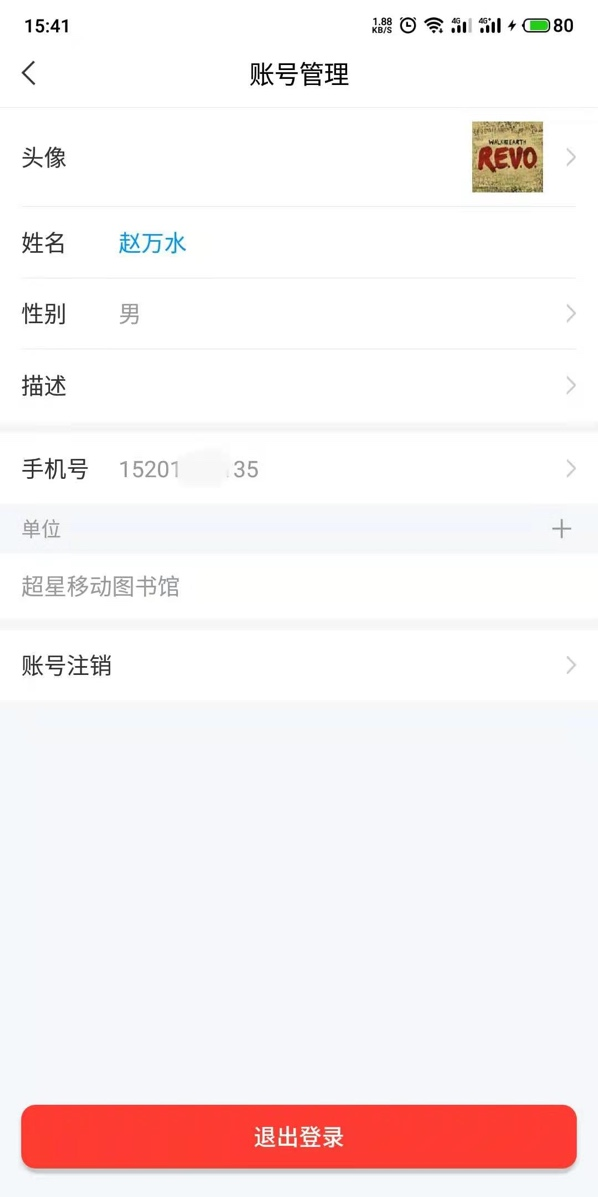 15:41
1.88
KB/S
4G
4G+
80
账号管理
头像
WALK OFF THE EARTH
R.E.V.O.
姓名 赵万水
性别 男
描述
手机号 15201 35
单位
超星移动图书馆
账号注销
退出登录